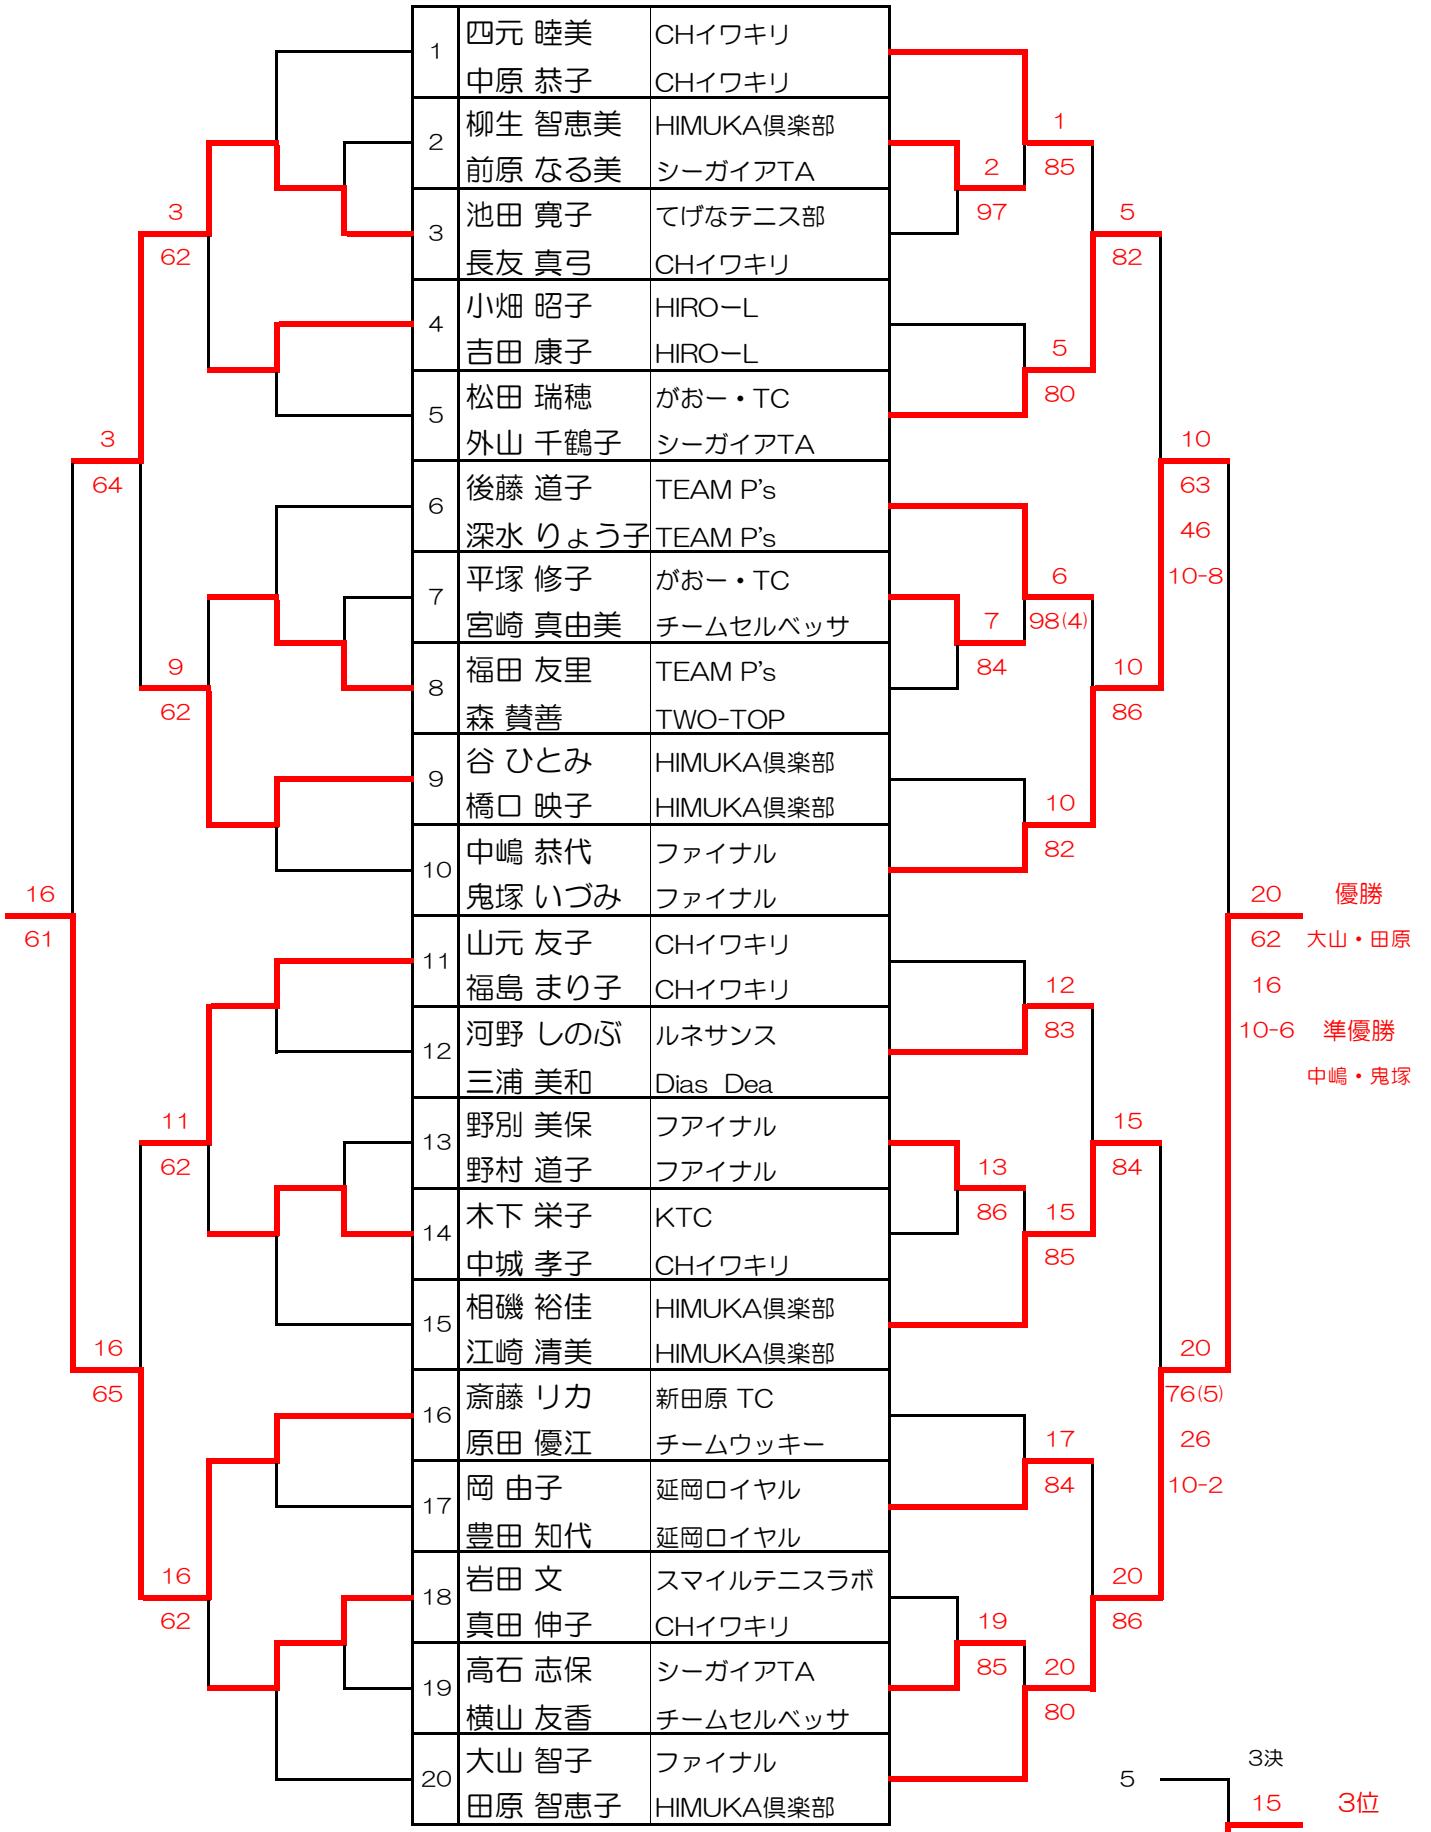 1 四元 睦美 CHイワキリ
中原 恭子 CHイワキリ
2 柳生 智恵美 HIMUKA倶楽部 1
前原 なる美 シーガイアTA 2 85
3 3 池田 寛子 てげなテニス部 97 5
62 長友 真弓 CHイワキリ 82
4 小畑 昭子 HIROーL
吉田 康子 HIROーL 5
5 松田 瑞穂 がおー・TC 80
3 外山 千鶴子 シーガイアTA 10
64 6 後藤 道子 TEAM P's 63
深水 りょう子 TEAM P's 46
7 平塚 修子 がおー・TC 6 10-8
宮崎 真由美 チームセルベッサ 7 98(4)
9 8 福田 友里 TEAM P's 84 10
62 森 賛善 TWO-TOP 86
9 谷 ひとみ HIMUKA倶楽部
橋口 映子 HIMUKA倶楽部 10
10 中嶋 恭代 ファイナル 82
16 鬼塚 いづみ ファイナル 20 優勝
61 11 山元 友子 CHイワキリ 62 大山・田原
福島 まり子 CHイワキリ 12 16
12 河野 しのぶ ルネサンス 83 10-6 準優勝
三浦 美和 Dias Dea 中嶋・鬼塚
11 13 野別 美保 フアイナル 15
62 野村 道子 フアイナル 13 84
14 木下 栄子 KTC 86 15
中城 孝子 CHイワキリ 85
15 相磯 裕佳 HIMUKA倶楽部
16 江崎 清美 HIMUKA倶楽部 20
65 16 斎藤 リカ 新田原 TC 76(5)
原田 優江 チームウッキー 17 26
17 岡 由子 延岡ロイヤル 84 10-2
豊田 知代 延岡ロイヤル
16 18 岩田 文 スマイルテニスラボ 20
62 真田 伸子 CHイワキリ 19 86
19 高石 志保 シーガイアTA 85 20
横山 友香 チームセルベッサ 80
20 大山 智子 ファイナル 5 3決
田原 智恵子 HIMUKA倶楽部 15 3位